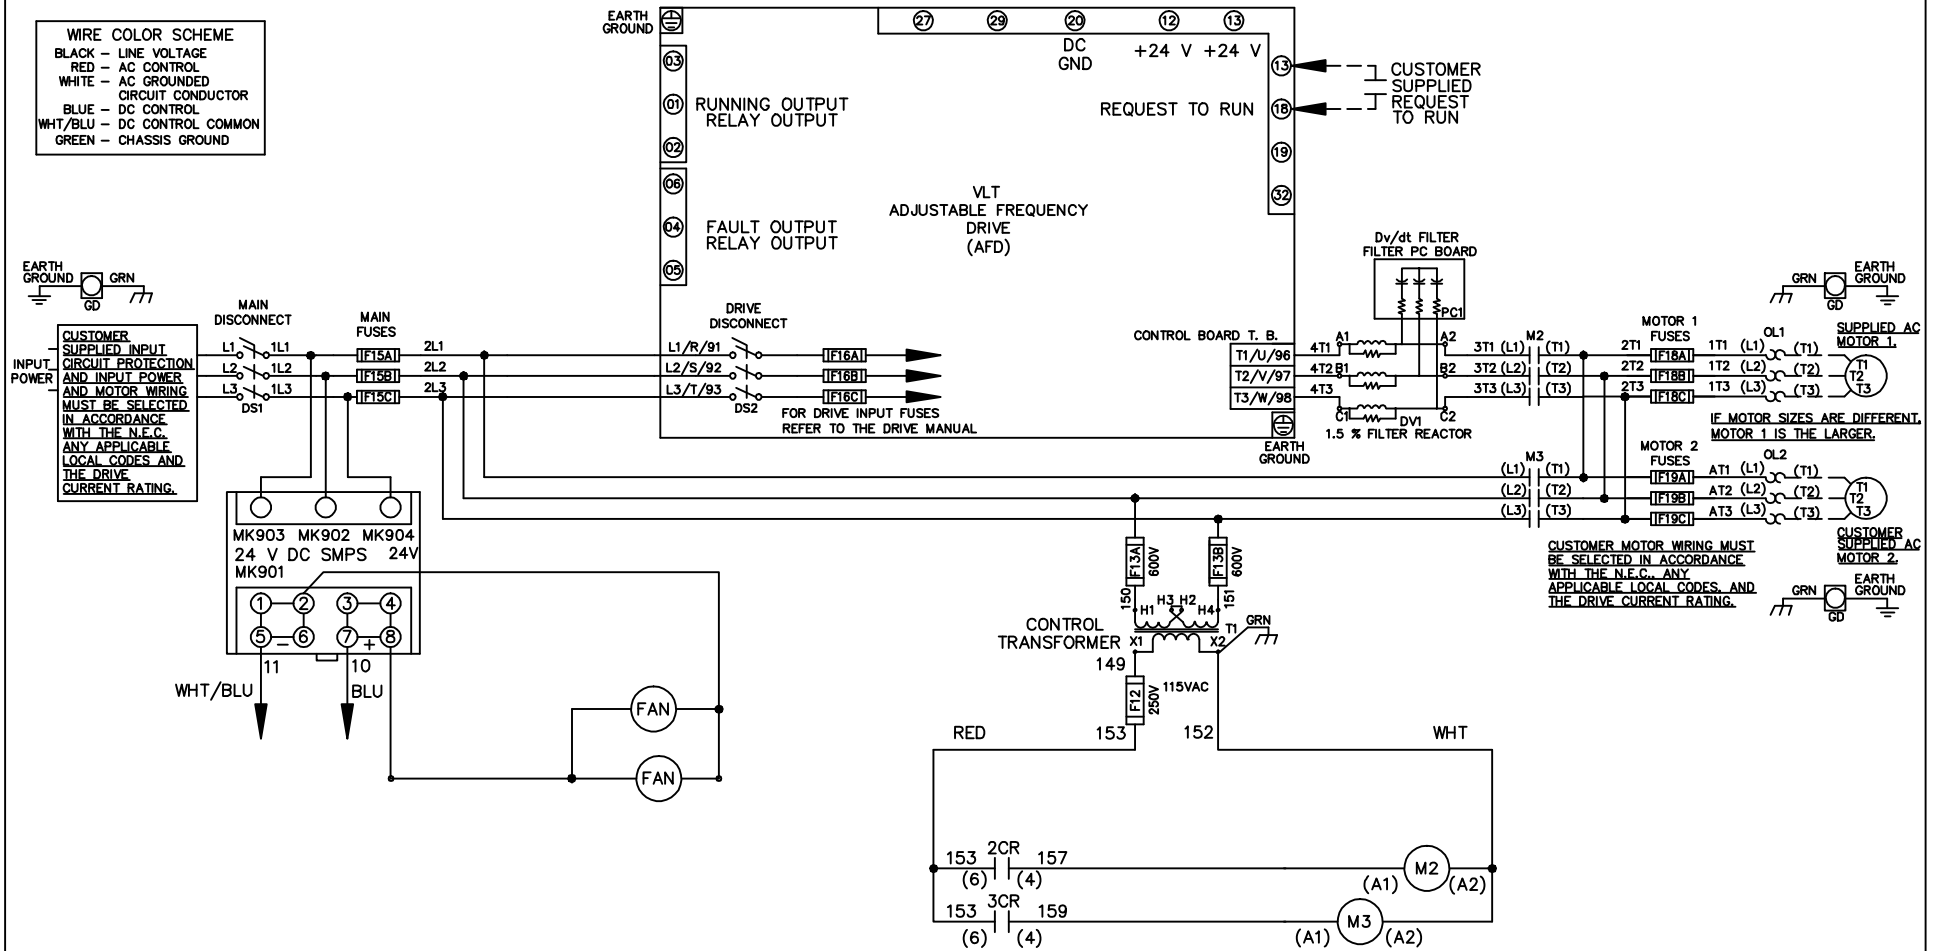 WIRE COLOR SCHEME
BLACK – LINE VOLTAGE
RED – AC CONTROL
WHITE – AC GROUNDED
CIRCUIT CONDUCTOR
BLUE – DC CONTROL
WHT/BLU – DC CONTROL COMMON
GREEN – CHASSIS GROUND
EARTH
GROUND
27 29 20 12 13
DC
GND
+24 V +24 V
03
01
02
RUNNING OUTPUT
RELAY OUTPUT
06
04
05
FAULT OUTPUT
RELAY OUTPUT
VLT
ADJUSTABLE FREQUENCY
DRIVE
(AFD)
REQUEST TO RUN
13
18
19
32
CUSTOMER
SUPPLIED
REQUEST
TO RUN
EARTH
GROUND
GRN
GD
INPUT
POWER
CUSTOMER
SUPPLIED INPUT
CIRCUIT PROTECTION
AND INPUT POWER
AND MOTOR WIRING
MUST BE SELECTED
IN ACCORDANCE
WITH THE N.E.C.
ANY APPLICABLE
LOCAL CODES AND
THE DRIVE
CURRENT RATING.
MAIN
DISCONNECT
L1 1L1
L2 1L2
L3 1L3
DS1
MAIN
FUSES
F15A 2L1
F15B 2L2
F15C 2L3
DRIVE
DISCONNECT
L1/R/91 F16A
L2/S/92 F16B
L3/T/93 F16C
DS2
FOR DRIVE INPUT FUSES
REFER TO THE DRIVE MANUAL
CONTROL BOARD T. B.
T1/U/96
T2/V/97
T3/W/98
EARTH
GROUND
Dv/dt FILTER
FILTER PC BOARD
PC1
4T1 A1 A2
4T2 B1 B2
4T3 C1 C2
DV1
1.5 % FILTER REACTOR
M2
3T1 (L1) (T1)
3T2 (L2) (T2)
3T3 (L3) (T3)
MOTOR 1
FUSES
2T1 F18A 1T1 (L1) (T1)
2T2 F18B 1T2 (L2) (T2)
2T3 F18C 1T3 (L3) (T3)
OL1
GRN
GD
EARTH
GROUND
SUPPLIED AC
MOTOR 1.
T1
T2
T3
IF MOTOR SIZES ARE DIFFERENT,
MOTOR 1 IS THE LARGER.
M3
(L1) (T1)
(L2) (T2)
(L3) (T3)
MOTOR 2
FUSES
F19A AT1 (L1) (T1)
F19B AT2 (L2) (T2)
F19C AT3 (L3) (T3)
OL2
T1
T2
T3
CUSTOMER
SUPPLIED AC
MOTOR 2.
CUSTOMER MOTOR WIRING MUST
BE SELECTED IN ACCORDANCE
WITH THE N.E.C., ANY
APPLICABLE LOCAL CODES, AND
THE DRIVE CURRENT RATING.
GRN
GD
EARTH
GROUND
MK903 MK902 MK904
24 V DC SMPS 24V
MK901
1 2 3 4
5 – 6 7 + 8
11 10
WHT/BLU BLU
FAN
FAN
F13A 600V
F13B 600V
150 151
H1 H3 H2 H4
CONTROL
TRANSFORMER
X1 X2 T1
GRN
149
F12 250V
115VAC
153 152
RED WHT
153 2CR 157
(6) (4)
M2
(A1) (A2)
153 3CR 159
(6) (4)
M3
(A1) (A2)